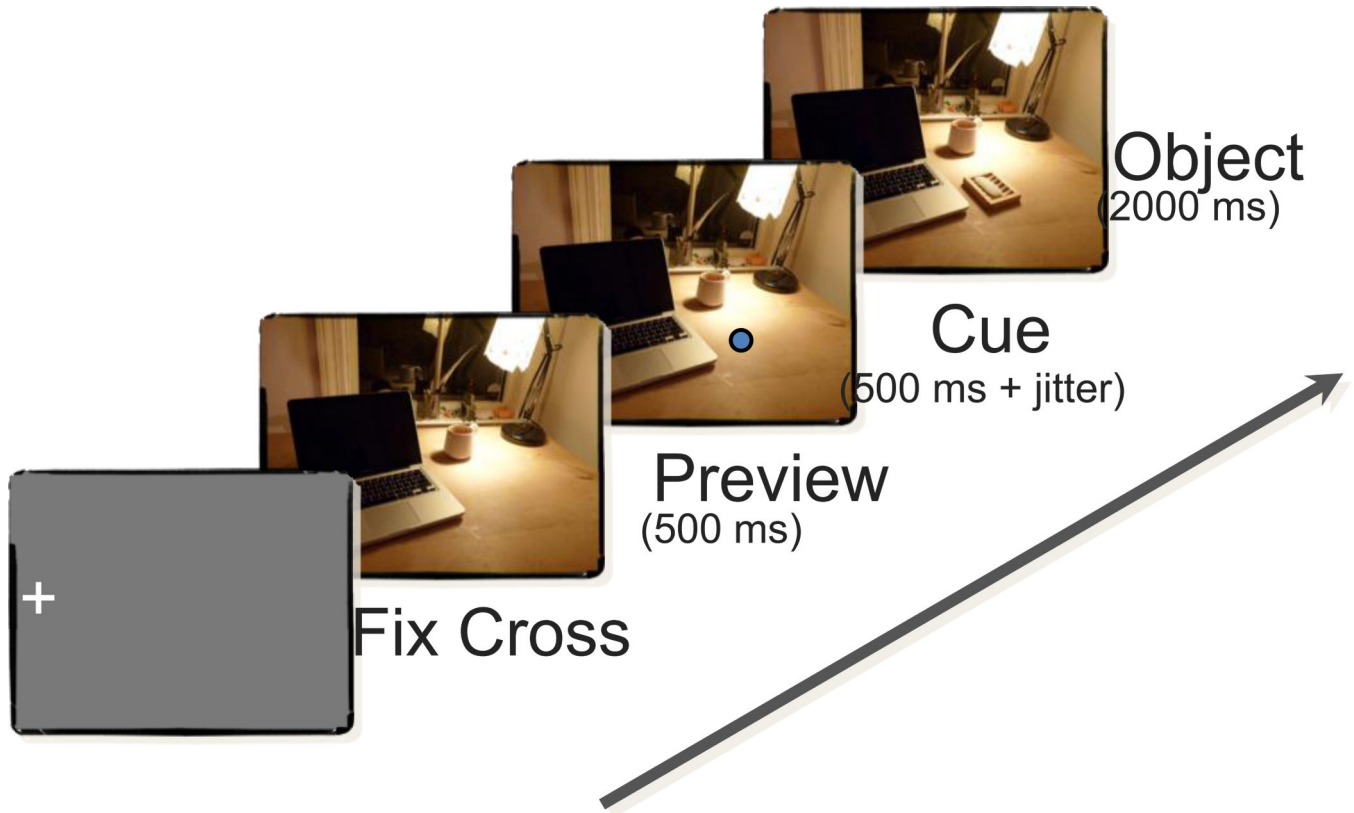 Object
(2000 ms)
Cue
(500 ms + jitter)
Preview
(500 ms)
Fix Cross